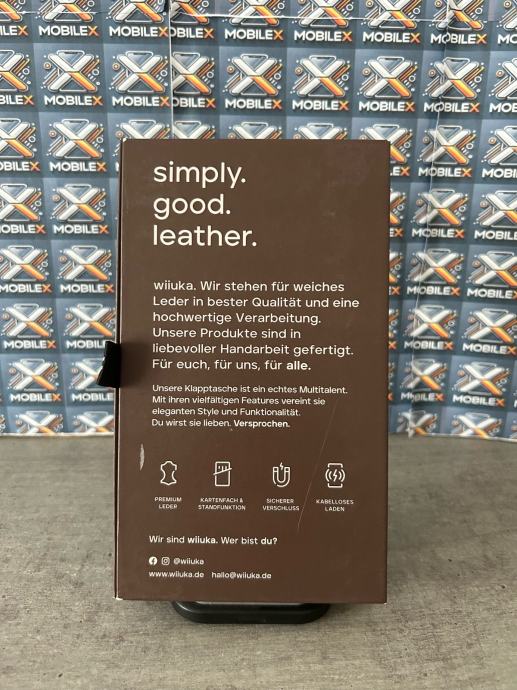 simply.
good.
leather.
wiiuka. Wir stehen für weiches
Leder in bester Qualität und eine
hochwertige Verarbeitung.
Unsere Produkte sind in
liebevoller Handarbeit gefertigt.
Für euch, für uns, für alle.
Unsere Klapptasche ist ein echtes Multitalent.
Mit ihren vielfältigen Features vereint sie
eleganten Style und Funktionalität.
Du wirst sie lieben. Versprochen.
PREMIUM
LEDER
KARTENFACH &
STANDFUNKTION
SICHERER
VERSCHLUSS
KABELLOSES
LADEN
Wir sind wiiuka. Wer bist du?
@wiiuka
www.wiiuka.de hallo@wiiuka.de
MOBILEX